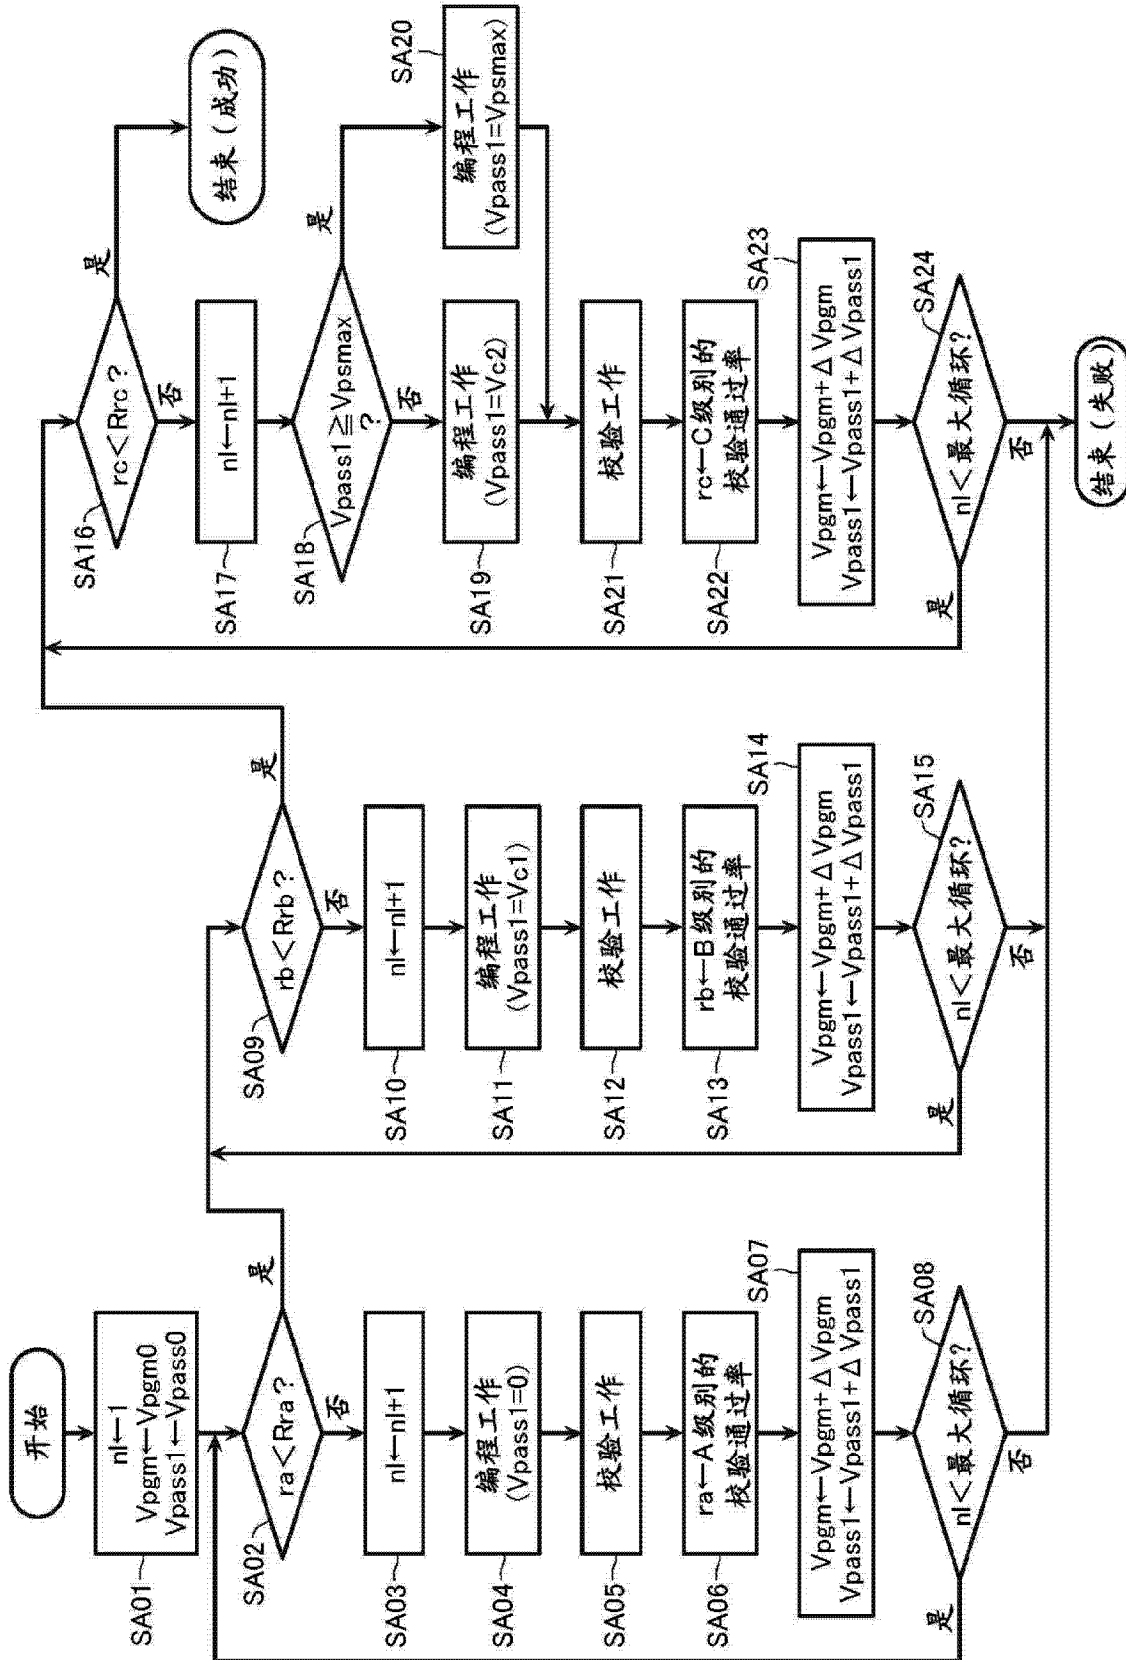 开始
nl←1
Vpgm←Vpgm0
Vpass1←Vpass0
SA01
ra<Rra?
SA02
是
否
nl←nl+1
SA03
编程工作
(Vpass1=0)
SA04
校验工作
SA05
ra←A级别的
校验通过率
SA06
Vpgm←Vpgm+ΔVpgm
Vpass1←Vpass1+ΔVpass1
SA07
nl<最大循环?
SA08
是
否
rb<Rrb?
SA09
是
否
nl←nl+1
SA10
编程工作
(Vpass1=Vc1)
SA11
校验工作
SA12
rb←B级别的
校验通过率
SA13
Vpgm←Vpgm+ΔVpgm
Vpass1←Vpass1+ΔVpass1
SA14
nl<最大循环?
SA15
是
否
rc<Rrc?
SA16
是
结束(成功)
否
nl←nl+1
SA17
Vpass1≧Vpsmax
?
SA18
是
否
编程工作
(Vpass1=Vc2)
SA19
编程工作
(Vpass1=Vpsmax)
SA20
校验工作
SA21
rc←C级别的
校验通过率
SA22
Vpgm←Vpgm+ΔVpgm
Vpass1←Vpass1+ΔVpass1
SA23
nl<最大循环?
SA24
是
否
结束(失败)